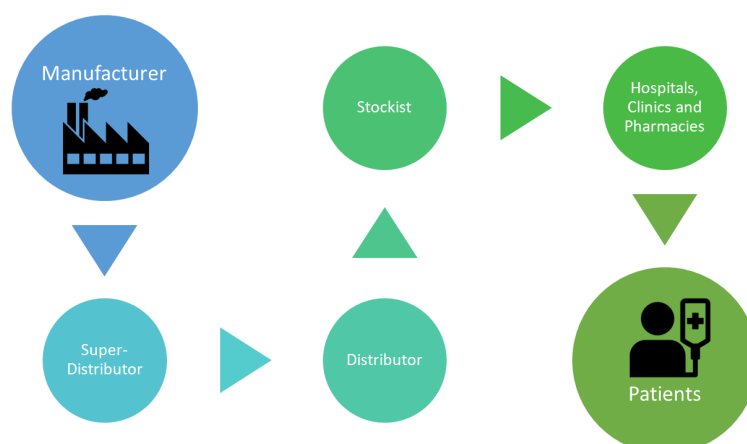 Manufacturer
Super-
Distributor
Distributor
Stockist
Hospitals,
Clinics and
Pharmacies
Patients